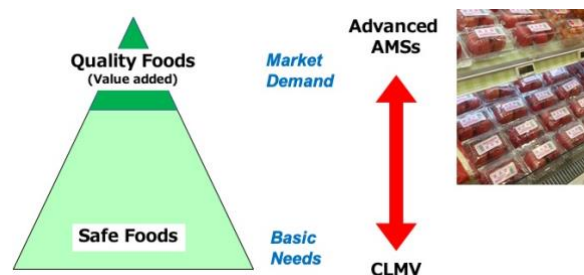 Quality Foods
(Value added)
Safe Foods
Market
Demand
Basic
Needs
Advanced
AMSs
CLMV